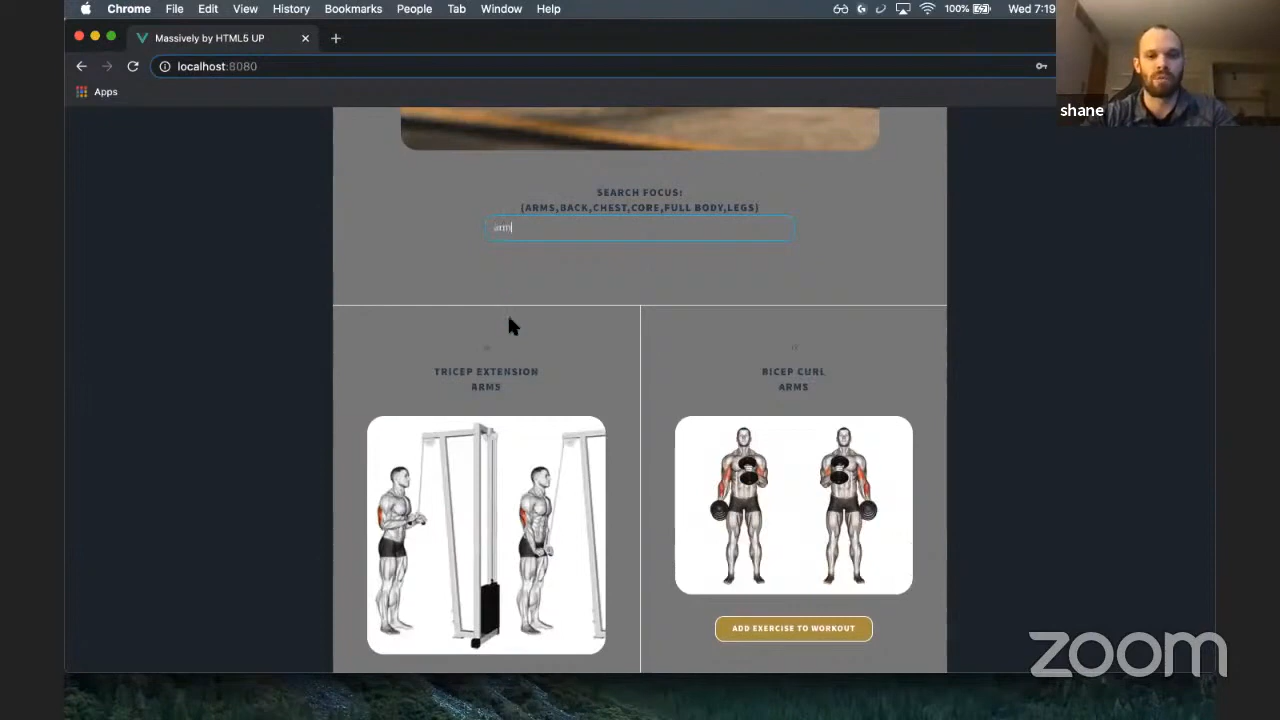 Chrome File Edit View History Bookmarks People Tab Window Help 100% Wed 7:19
Massively by HTML5 UP
localhost:8080
Apps
shane
SEARCH FOCUS:
(ARMS,BACK,CHEST,CORE,FULL BODY,LEGS)
arm
TRICEP EXTENSION
ARMS
BICEP CURL
ARMS
ADD EXERCISE TO WORKOUT
zoom